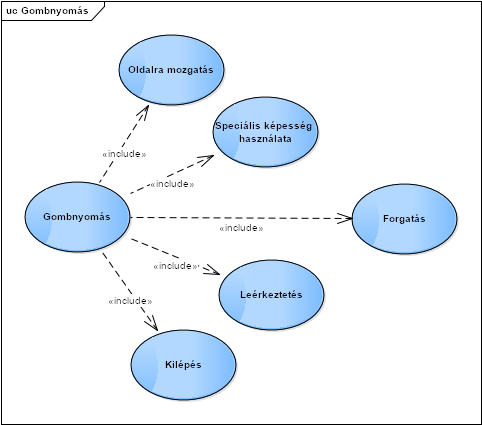 uc Gombnyomás
Oldalra mozgatás
Speciális képesség
használata
«include»
«include»
Gombnyomás
Forgatás
«include»
«include»
Leérkeztetés
«include»
Kilépés